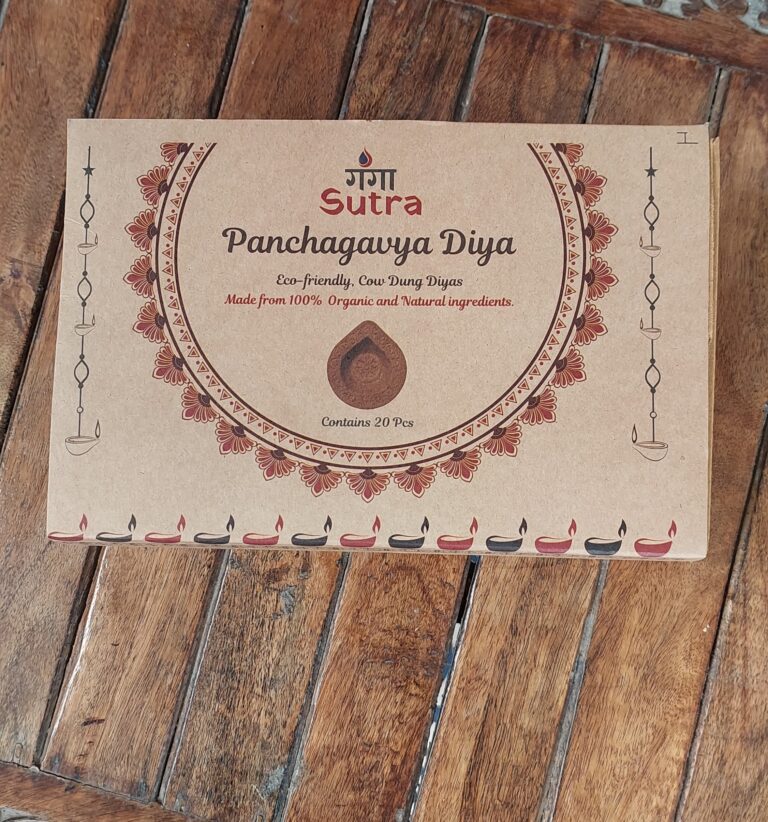 गंगा
Sutra
Panchagavya Diya
Eco-friendly, Cow Dung Diyas
Made from 100% Organic and Natural ingredients.
Contains 20 Pcs